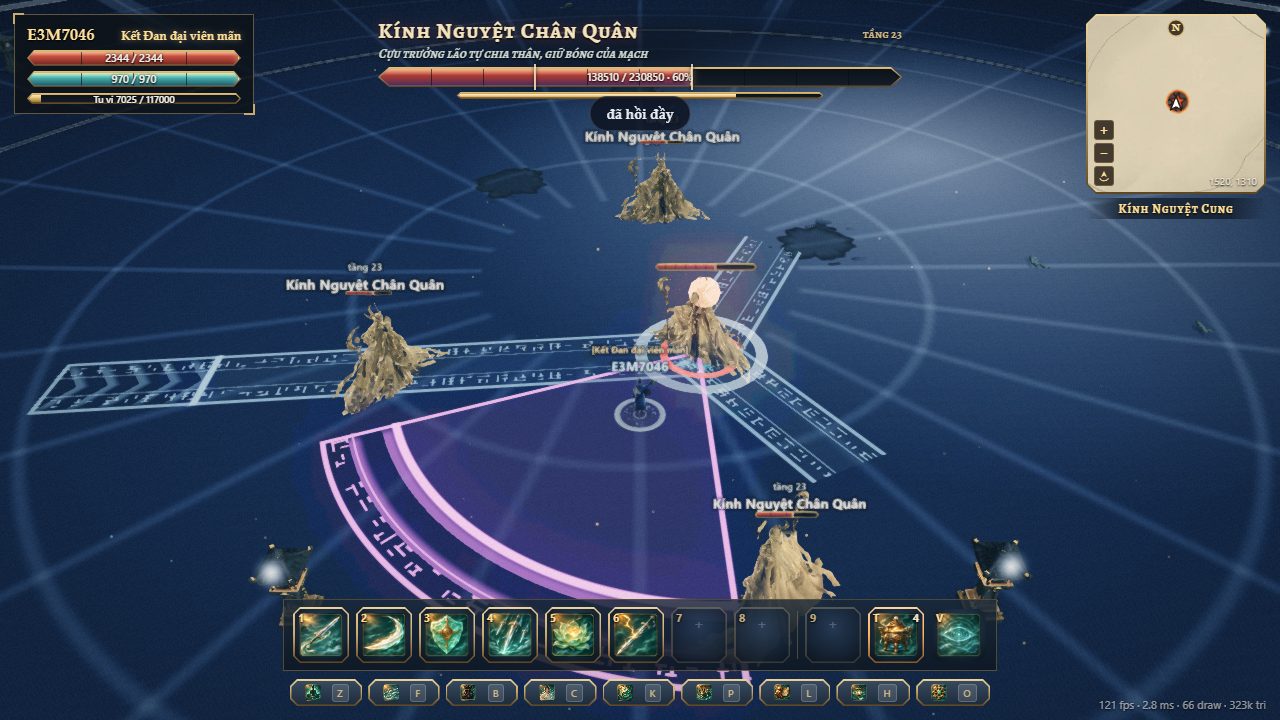 E3M7046
Kết Đan đại viên mãn
2344 / 2344
970 / 970
Tu vi 7025 / 117000
Kính Nguyệt Chân Quân
TẦNG 23
Cựu trưởng lão tự chia thân, giữ bóng của mạch
138510 / 230850 · 60%
đã hồi đầy
Kính Nguyệt Chân Quân
N
+
−
1520, 1310
Kính Nguyệt Cung
tầng 23
Kính Nguyệt Chân Quân
[Kết Đan đại viên mãn]
E3M7046
tầng 23
Kính Nguyệt Chân Quân
1 2 3 4 5 6 7 + 8 + 9 + T 4 V
Z F B C K P L H O
121 fps · 2.8 ms · 66 draw · 323k tri